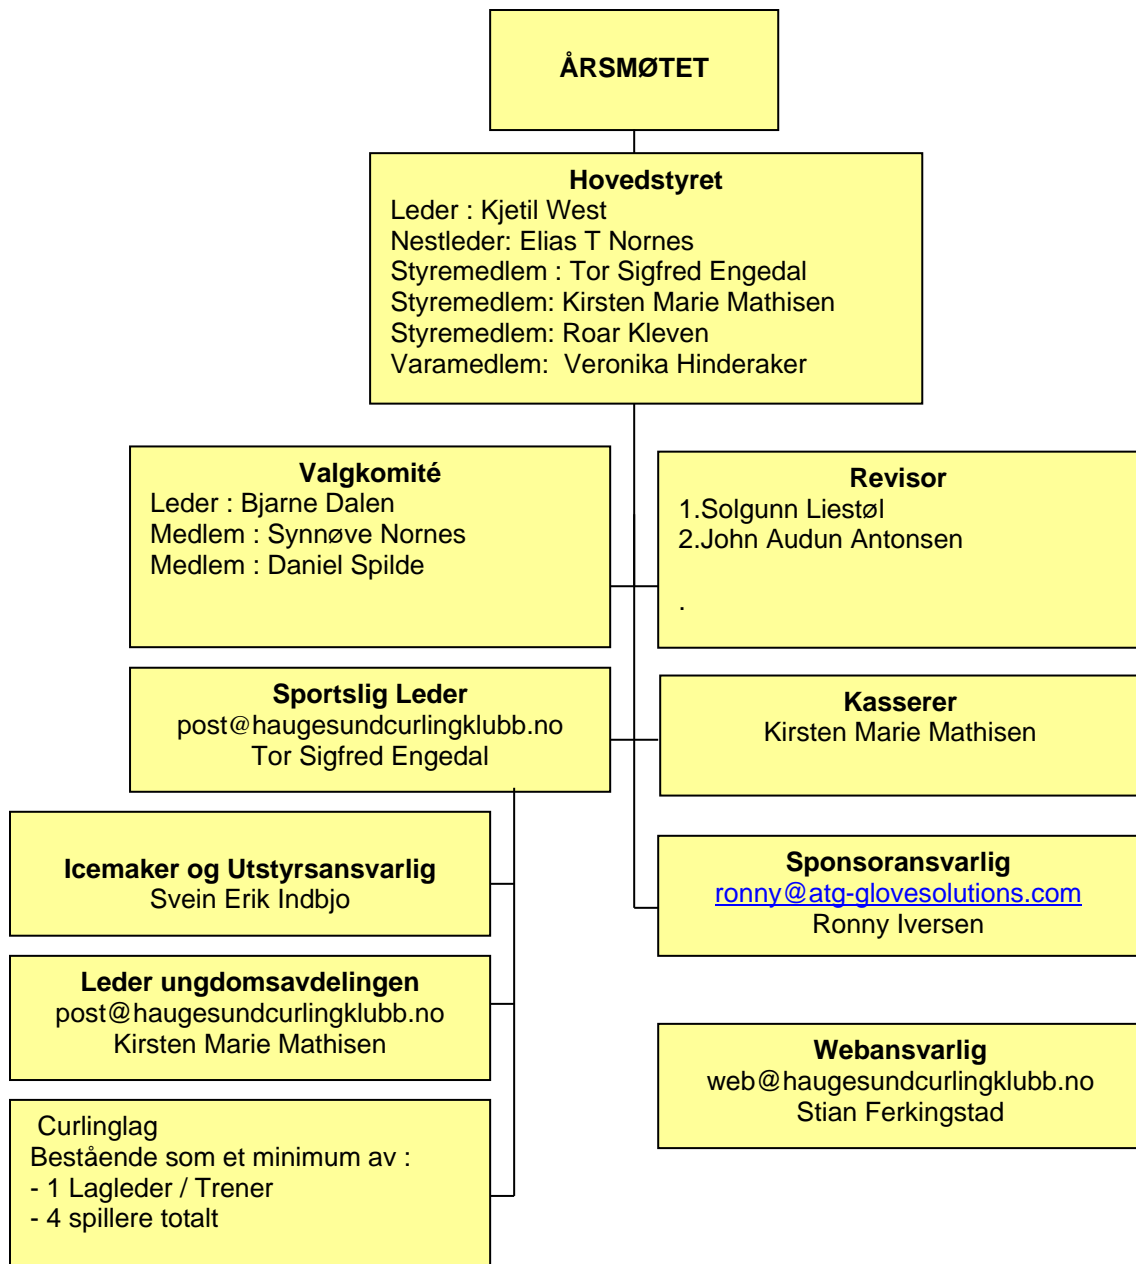 ÅRSMØTET
Hovedstyret
Leder : Kjetil West
Nestleder: Elias T Nornes
Styremedlem : Tor Sigfred Engedal
Styremedlem: Kirsten Marie Mathisen
Styremedlem: Roar Kleven
Varamedlem:  Veronika Hinderaker
Valgkomité
Leder : Bjarne Dalen
Medlem : Synnøve Nornes
Medlem : Daniel Spilde
Revisor
1.Solgunn Liestøl
2.John Audun Antonsen
.
Sportslig Leder
post@haugesundcurlingklubb.no
Tor Sigfred Engedal
Kasserer
Kirsten Marie Mathisen
Icemaker og Utstyrsansvarlig
Svein Erik Indbjo
Sponsoransvarlig
ronny@atg-glovesolutions.com
Ronny Iversen
Leder ungdomsavdelingen
post@haugesundcurlingklubb.no
Kirsten Marie Mathisen
Webansvarlig
web@haugesundcurlingklubb.no
Stian Ferkingstad
Curlinglag
Bestående som et minimum av :
- 1 Lagleder / Trener
- 4 spillere totalt